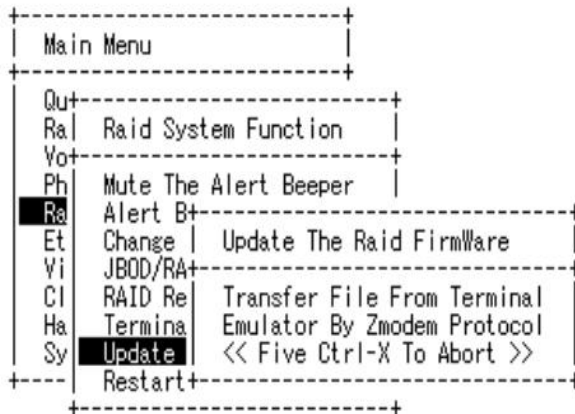 Main Menu
Qu
Raid System Function
Ra
Vo
Ph
Mute The Alert Beeper
Ra
Alert B
Et
Change
Update The Raid FirmWare
Vi
JBOD/RA
Cl
RAID Re
Transfer File From Terminal
Ha
Termina
Emulator By Zmodem Protocol
Sy
Update
<< Five Ctrl-X To Abort >>
Restart